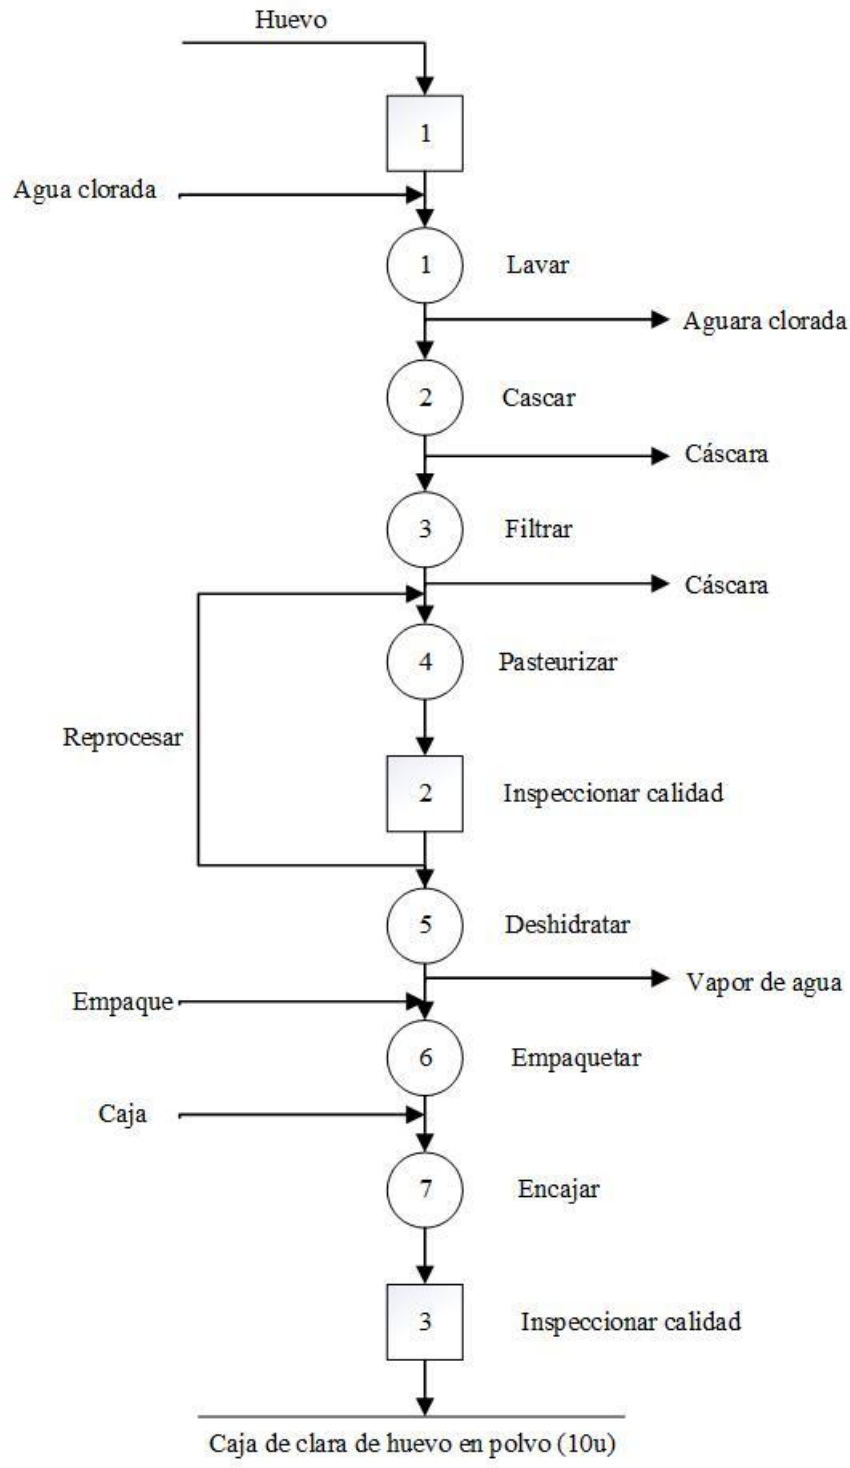 Huevo
1
Agua clorada
1 Lavar
Aguara clorada
2 Cascar
Cáscara
3 Filtrar
Cáscara
4 Pasteurizar
Reprocesar
2 Inspeccionar calidad
5 Deshidratar
Vapor de agua
Empaque
6 Empaquetar
Caja
7 Encajar
3 Inspeccionar calidad
Caja de clara de huevo en polvo (10u)